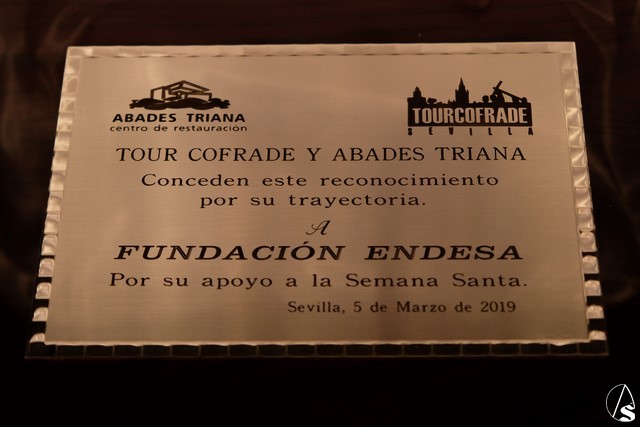 ABADES TRIANA
centro de restauración
TOURCOFRADE
SEVILLA
TOUR COFRADE Y ABADES TRIANA
Conceden este reconocimiento
por su trayectoria.
A
FUNDACIÓN ENDESA
Por su apoyo a la Semana Santa.
Sevilla, 5 de Marzo de 2019